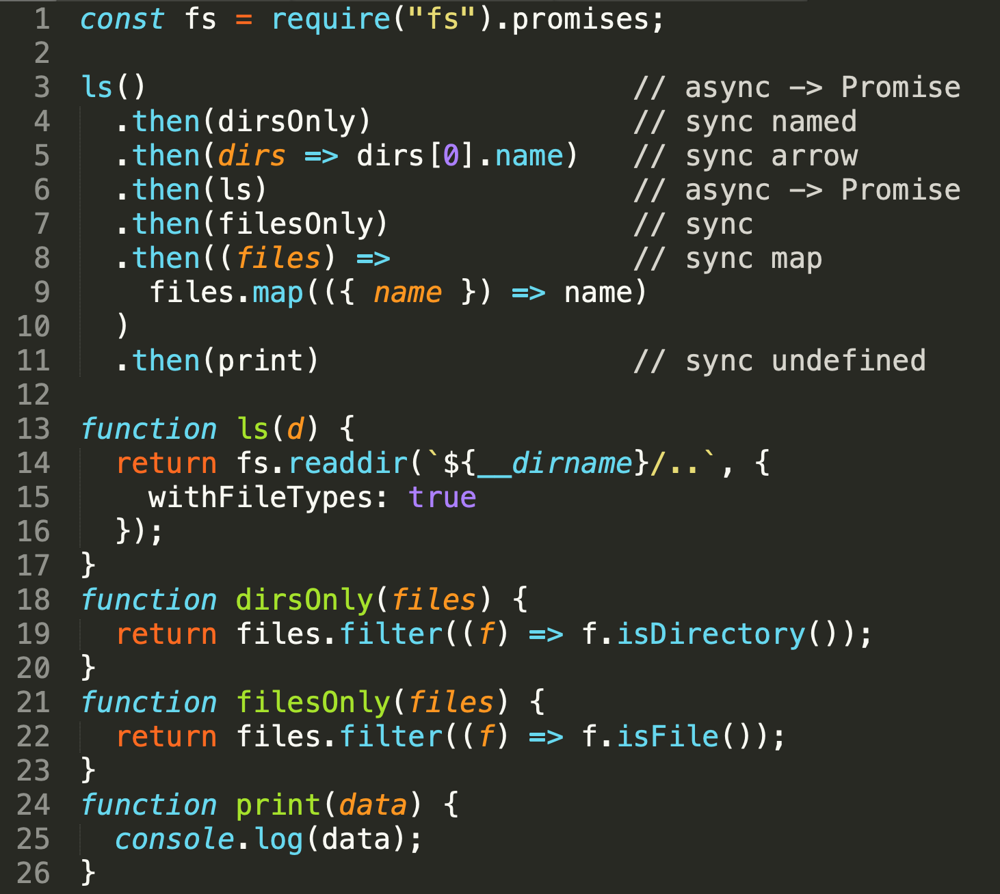 1 const fs = require("fs").promises;
2
3 ls()                             // async -> Promise
4   .then(dirsOnly)                // sync named
5   .then(dirs => dirs[0].name)    // sync arrow
6   .then(ls)                      // async -> Promise
7   .then(filesOnly)               // sync
8   .then((files) =>               // sync map
9     files.map(({ name }) => name)
10   )
11   .then(print)                   // sync undefined
12
13 function ls(d) {
14   return fs.readdir(`${__dirname}/..`, {
15     withFileTypes: true
16   });
17 }
18 function dirsOnly(files) {
19   return files.filter((f) => f.isDirectory());
20 }
21 function filesOnly(files) {
22   return files.filter((f) => f.isFile());
23 }
24 function print(data) {
25   console.log(data);
26 }